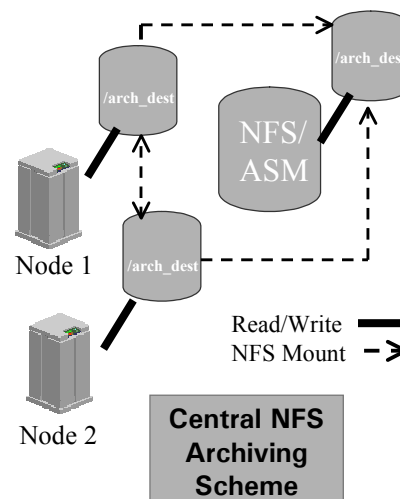 /arch_des
/arch_dest
NFS/
ASM
Node 1
/arch_dest
Read/Write
NFS Mount
Node 2
Central NFS
Archiving
Scheme